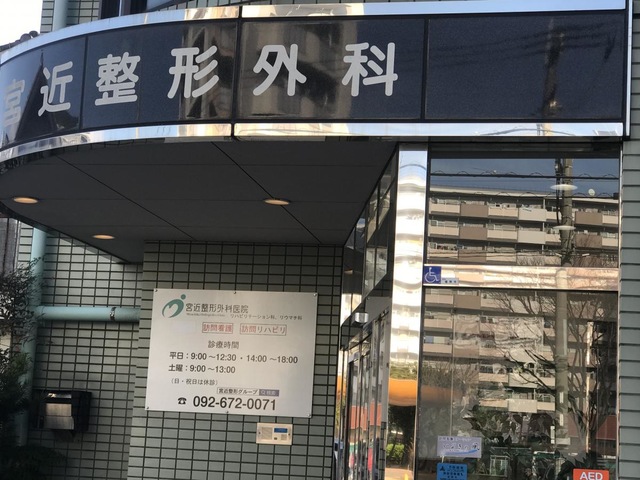 宮近整形外科
宮近整形外科医院
リハビリテーション科、リウマチ科
訪問看護 訪問リハビリ
診療時間
平日：9:00～12:30・14:00～18:00
土曜：9:00～13:00
（日・祝日は休診）
宮近整形グループ
☎ 092-672-0071
AED